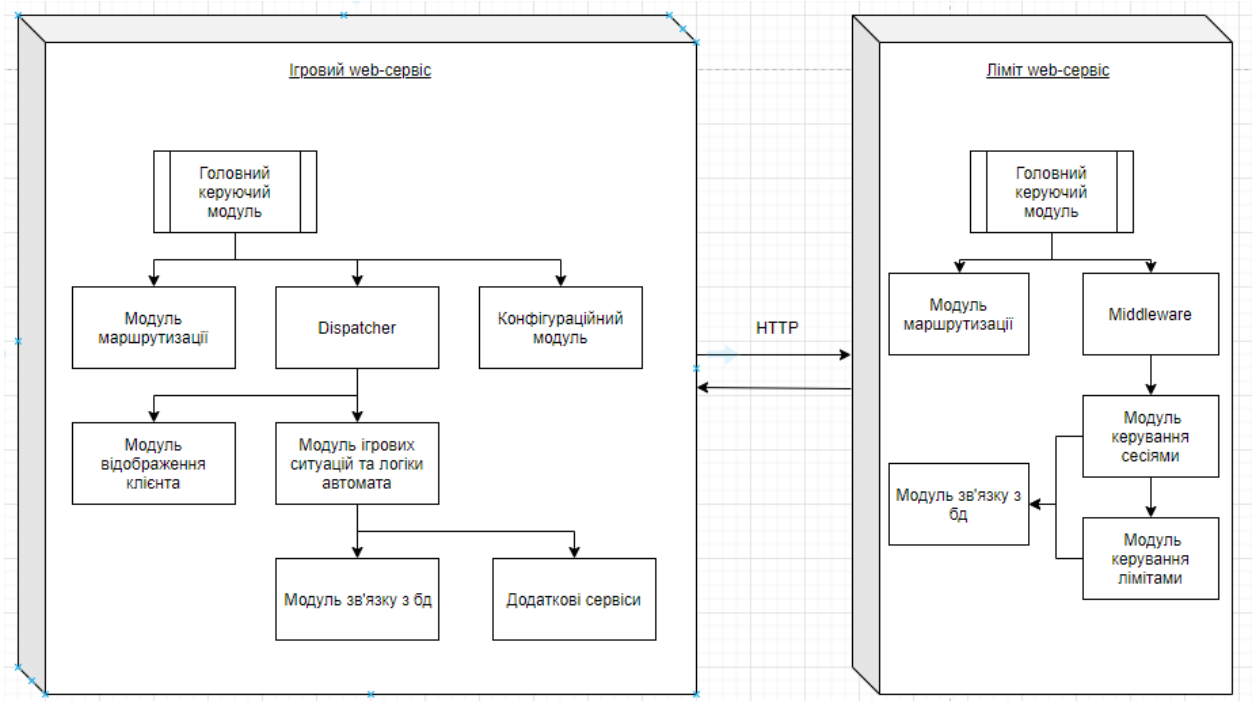 Ігровий web-сервіс
Головний
керуючий
модуль
Модуль
маршрутизації
Dispatcher
Конфігураційний
модуль
Модуль
відображення
клієнта
Модуль ігрових
ситуацій та логіки
автомата
Модуль зв'язку з бд
Додаткові сервіси
HTTP
Ліміт web-сервіс
Головний
керуючий
модуль
Модуль
маршрутизації
Middleware
Модуль
керування
сесіями
Модуль зв'язку з
бд
Модуль
керування
лімітами